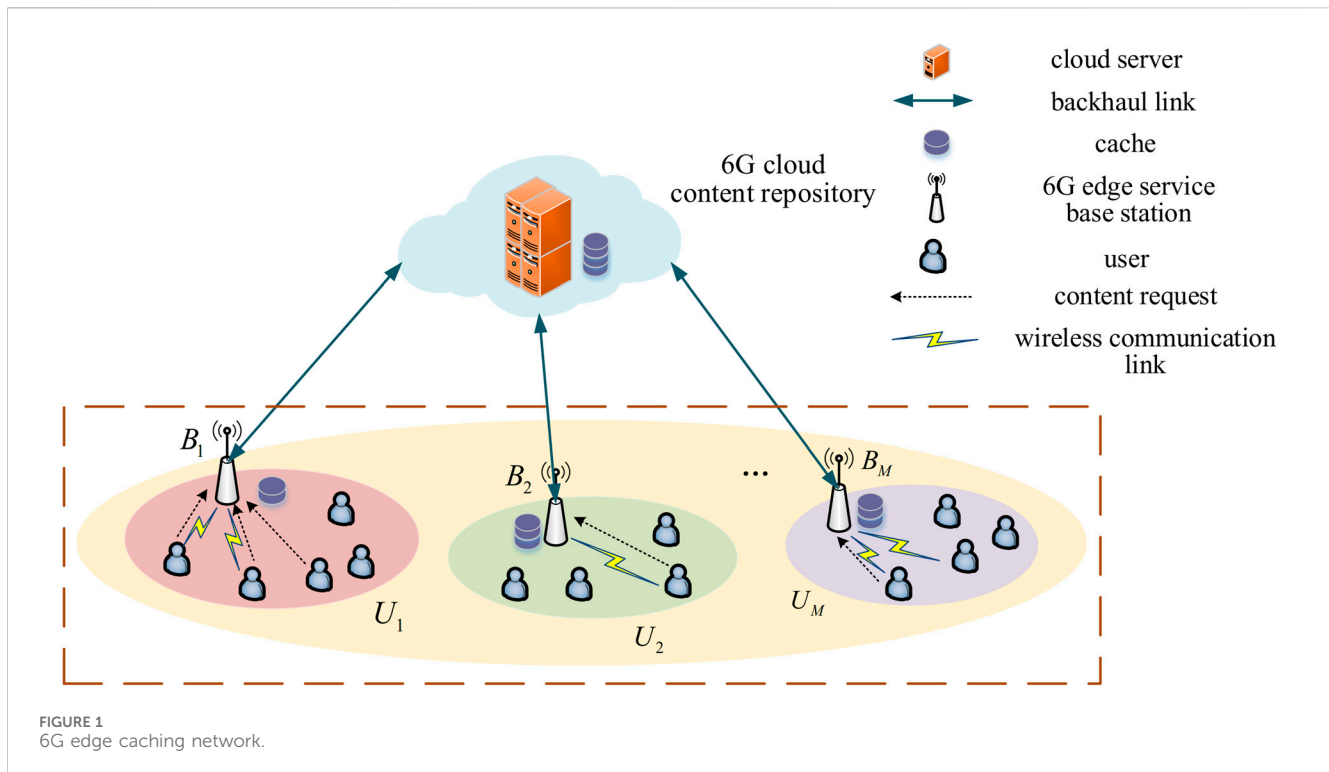 cloud server
backhaul link
cache
6G edge service
base station
user
content request
wireless communication
link
6G cloud
content repository
B1
B2
...
BM
U1
U2
UM
FIGURE 1
6G edge caching network.